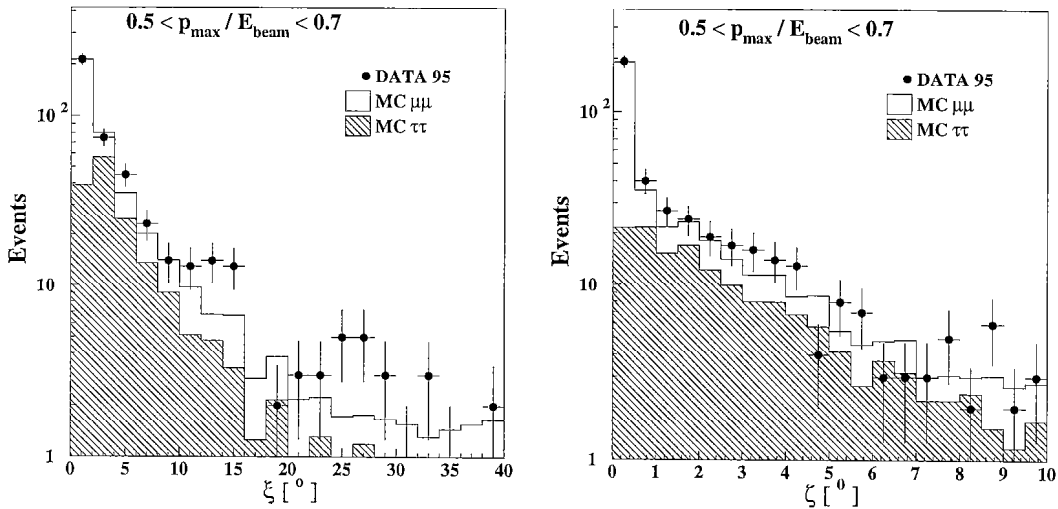 0.5 < p_max / E_beam < 0.7
DATA 95
MC μμ
MC ττ
Events
10^2
10
1
0 5 10 15 20 25 30 35 40
ξ [ ° ]
0.5 < p_max / E_beam < 0.7
DATA 95
MC μμ
MC ττ
Events
10^2
10
1
0 1 2 3 4 5 6 7 8 9 10
ζ [ ° ]